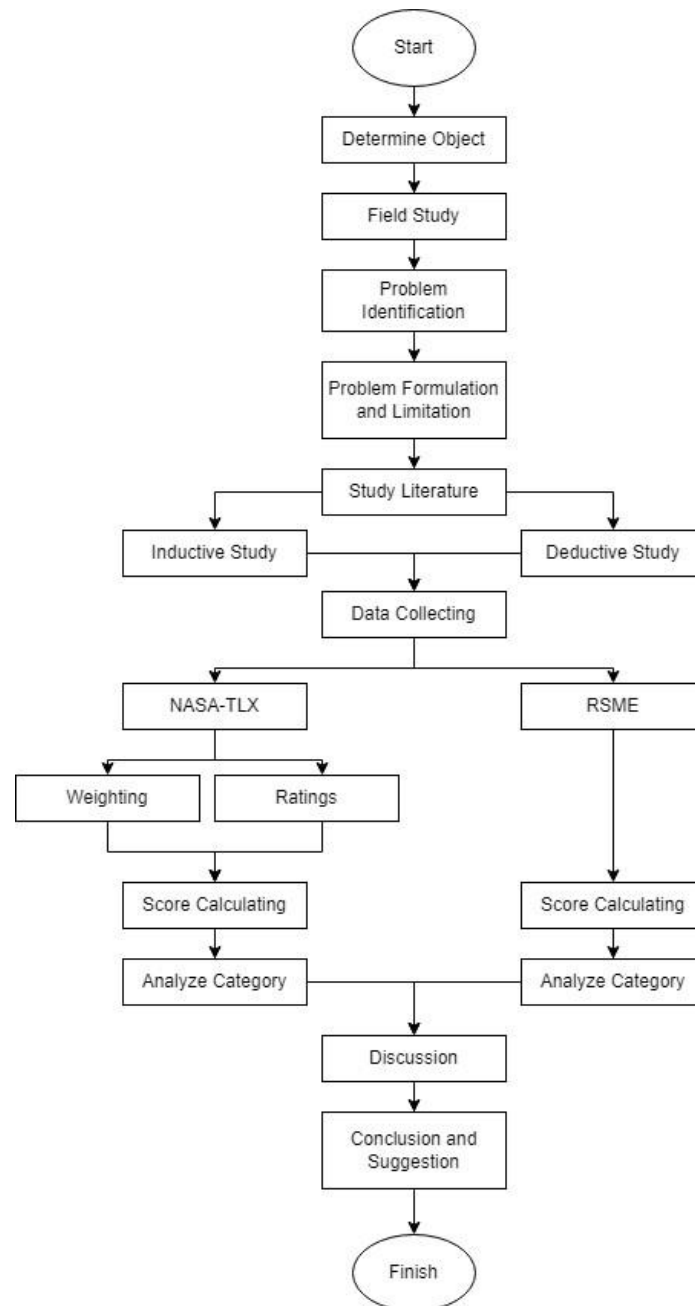 Start
Determine Object
Field Study
Problem
Identification
Problem Formulation
and Limitation
Study Literature
Inductive Study
Deductive Study
Data Collecting
NASA-TLX
RSME
Weighting
Ratings
Score Calculating
Score Calculating
Analyze Category
Analyze Category
Discussion
Conclusion and
Suggestion
Finish